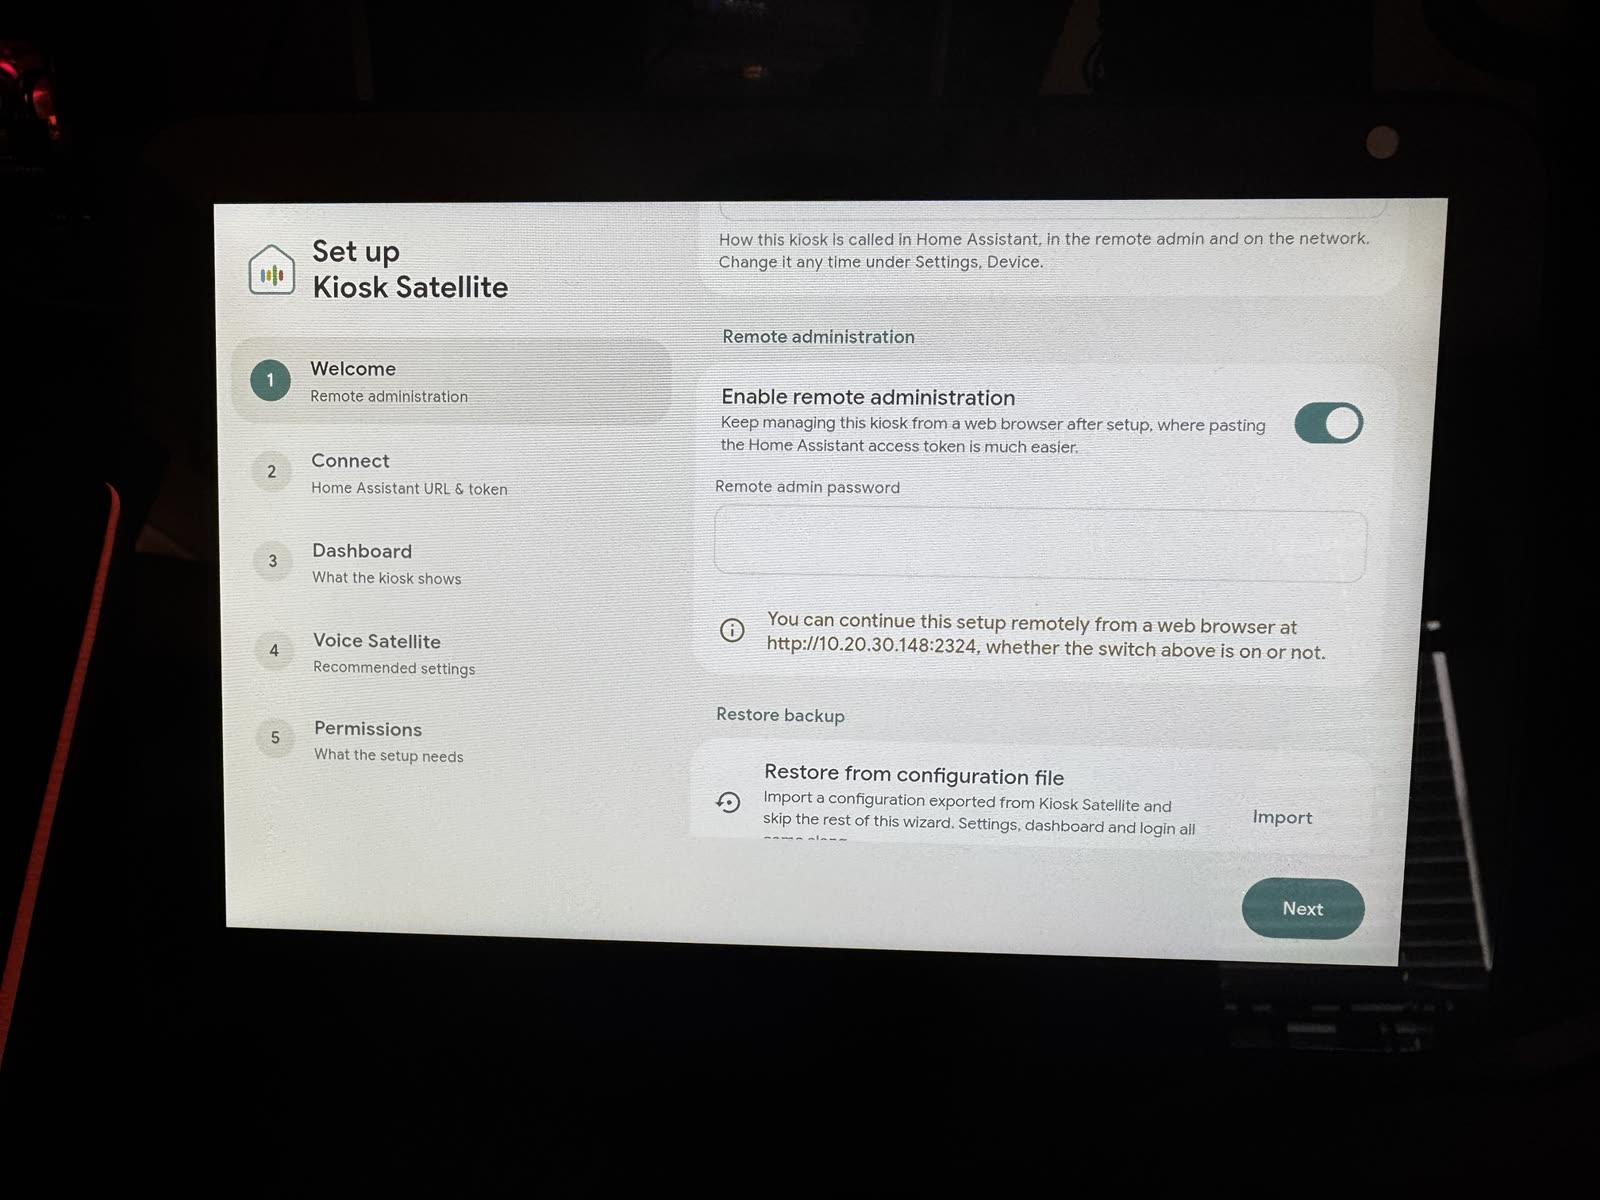 Set up
Kiosk Satellite
1
Welcome
Remote administration
2
Connect
Home Assistant URL & token
3
Dashboard
What the kiosk shows
4
Voice Satellite
Recommended settings
5
Permissions
What the setup needs
How this kiosk is called in Home Assistant, in the remote admin and on the network.
Change it any time under Settings, Device.
Remote administration
Enable remote administration
Keep managing this kiosk from a web browser after setup, where pasting
the Home Assistant access token is much easier.
Remote admin password
You can continue this setup remotely from a web browser at
http://10.20.30.148:2324, whether the switch above is on or not.
Restore backup
Restore from configuration file
Import a configuration exported from Kiosk Satellite and
skip the rest of this wizard. Settings, dashboard and login all
Import
Next